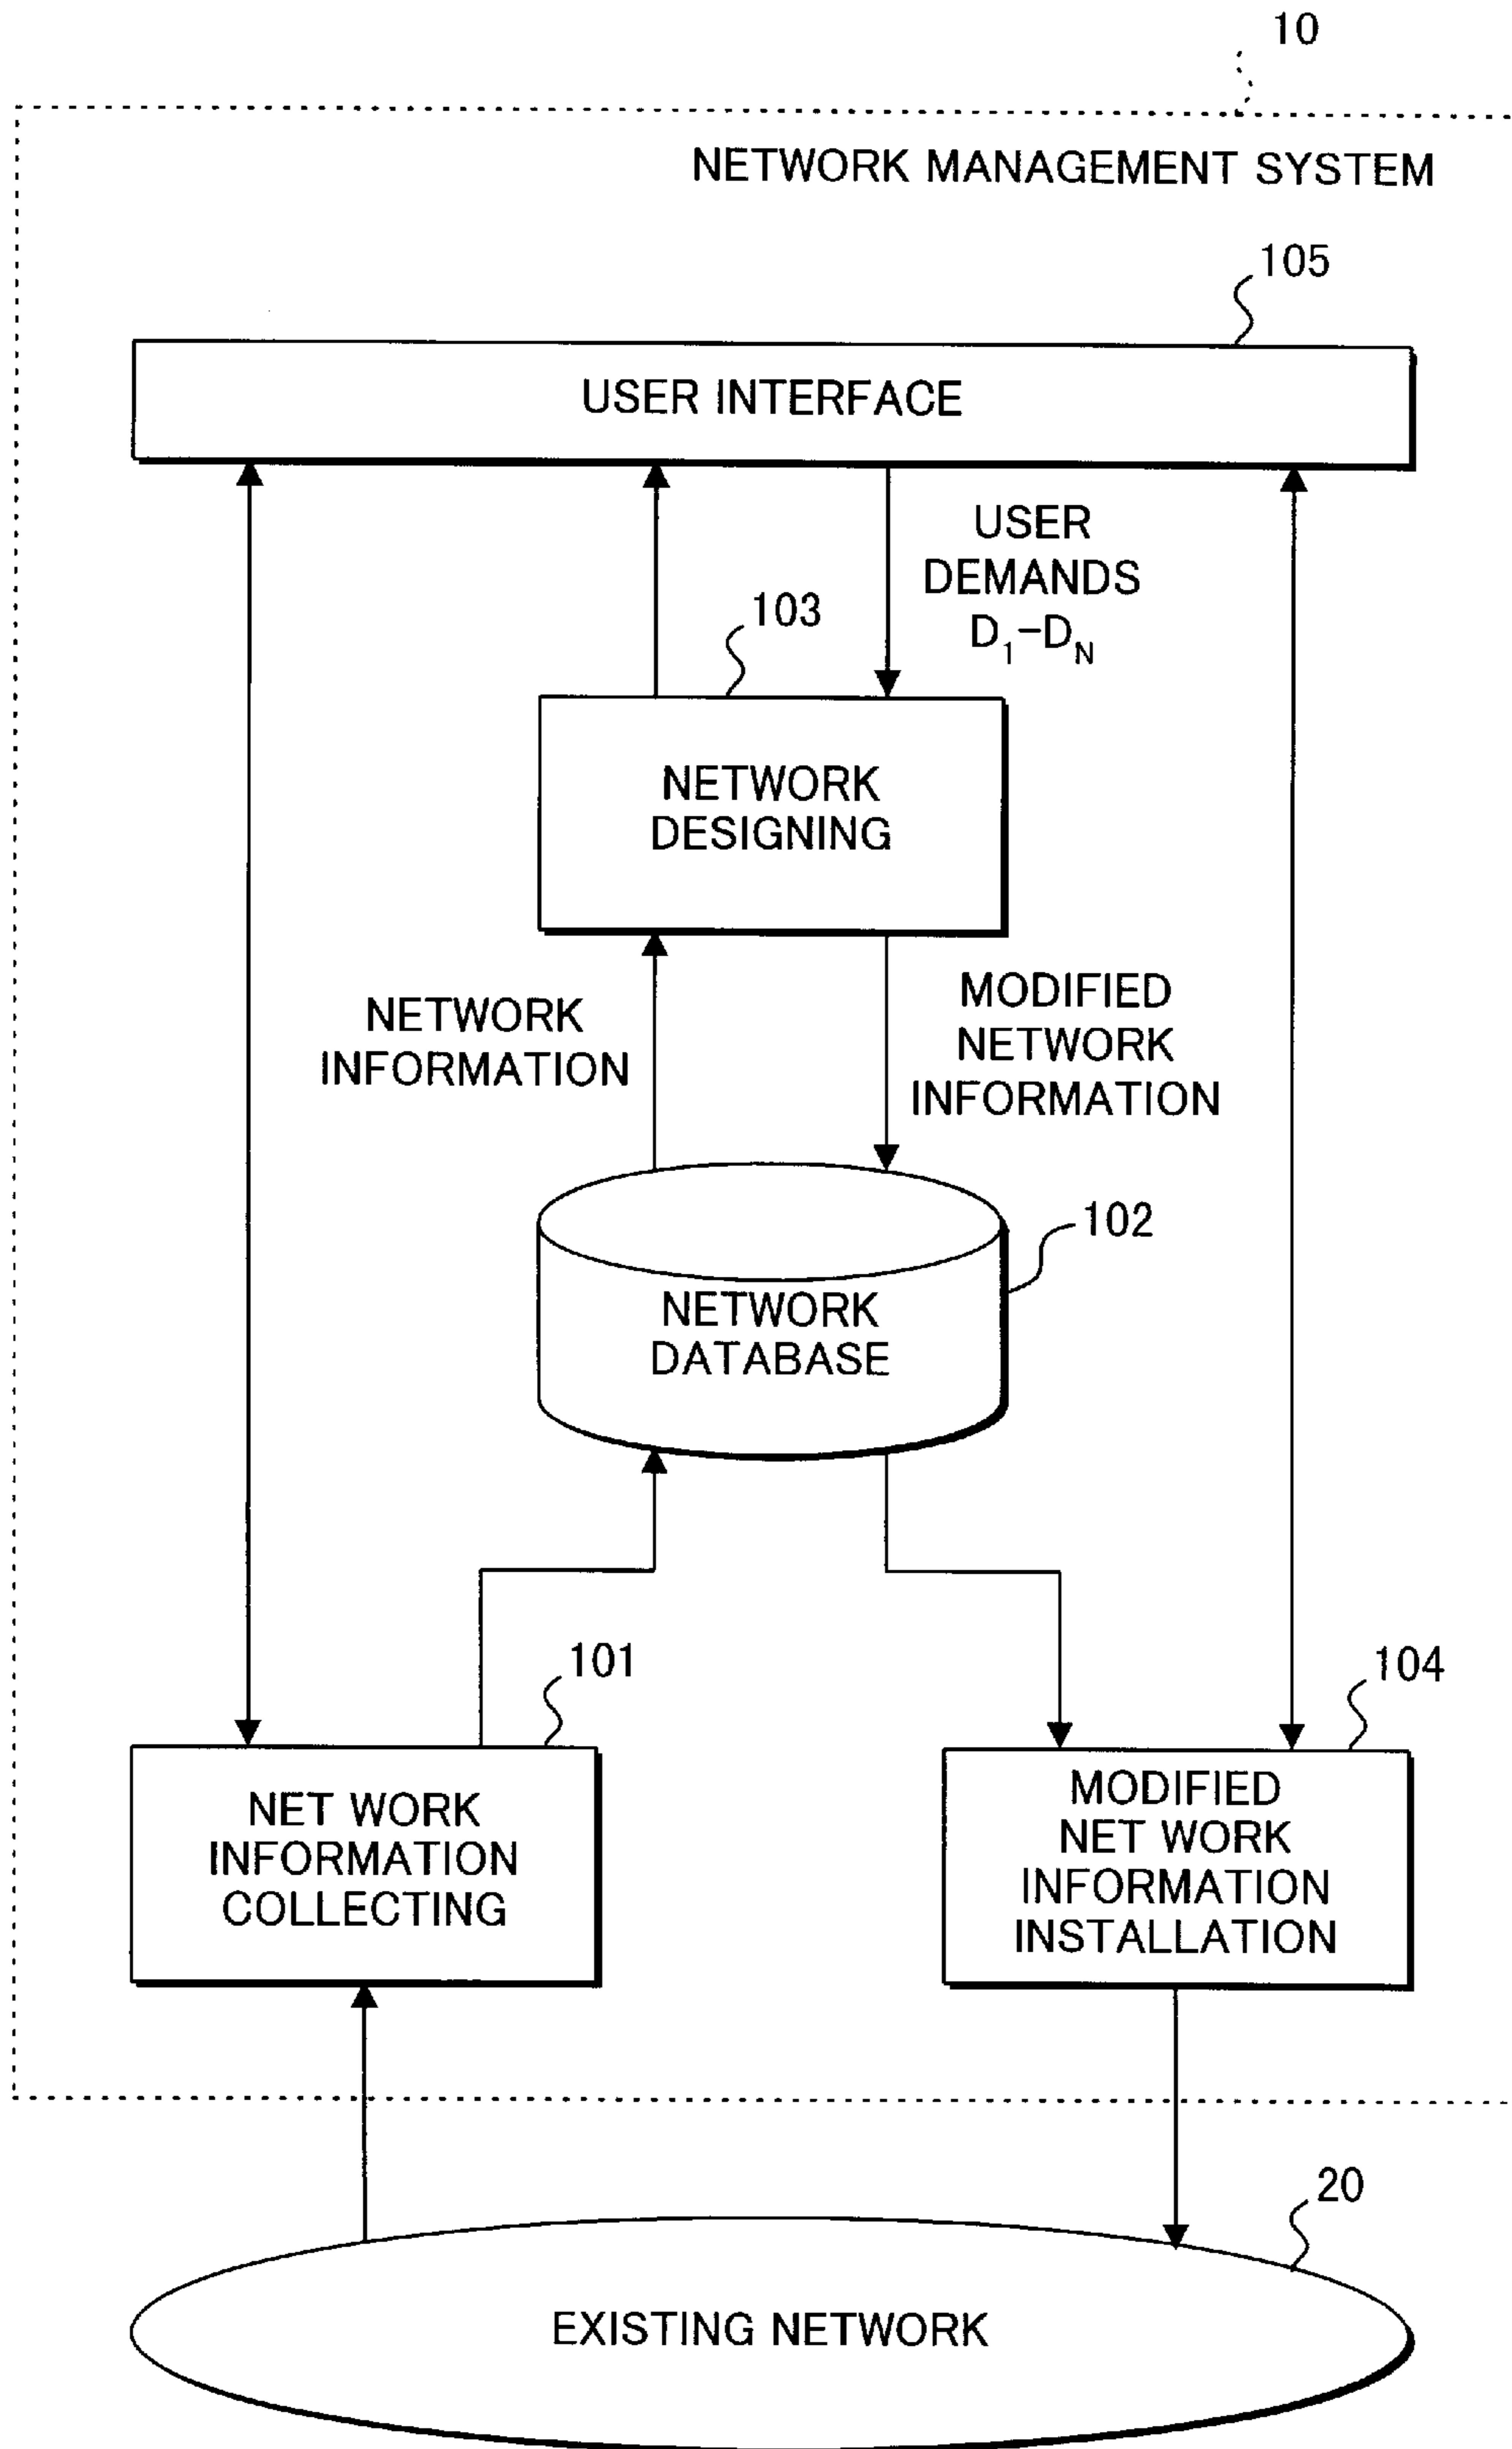 10
NETWORK MANAGEMENT SYSTEM
105
USER INTERFACE
USER
DEMANDS
D1-DN
103
NETWORK
DESIGNING
NETWORK
INFORMATION
MODIFIED
NETWORK
INFORMATION
102
NETWORK
DATABASE
101
104
NET WORK
INFORMATION
COLLECTING
MODIFIED
NET WORK
INFORMATION
INSTALLATION
20
EXISTING NETWORK